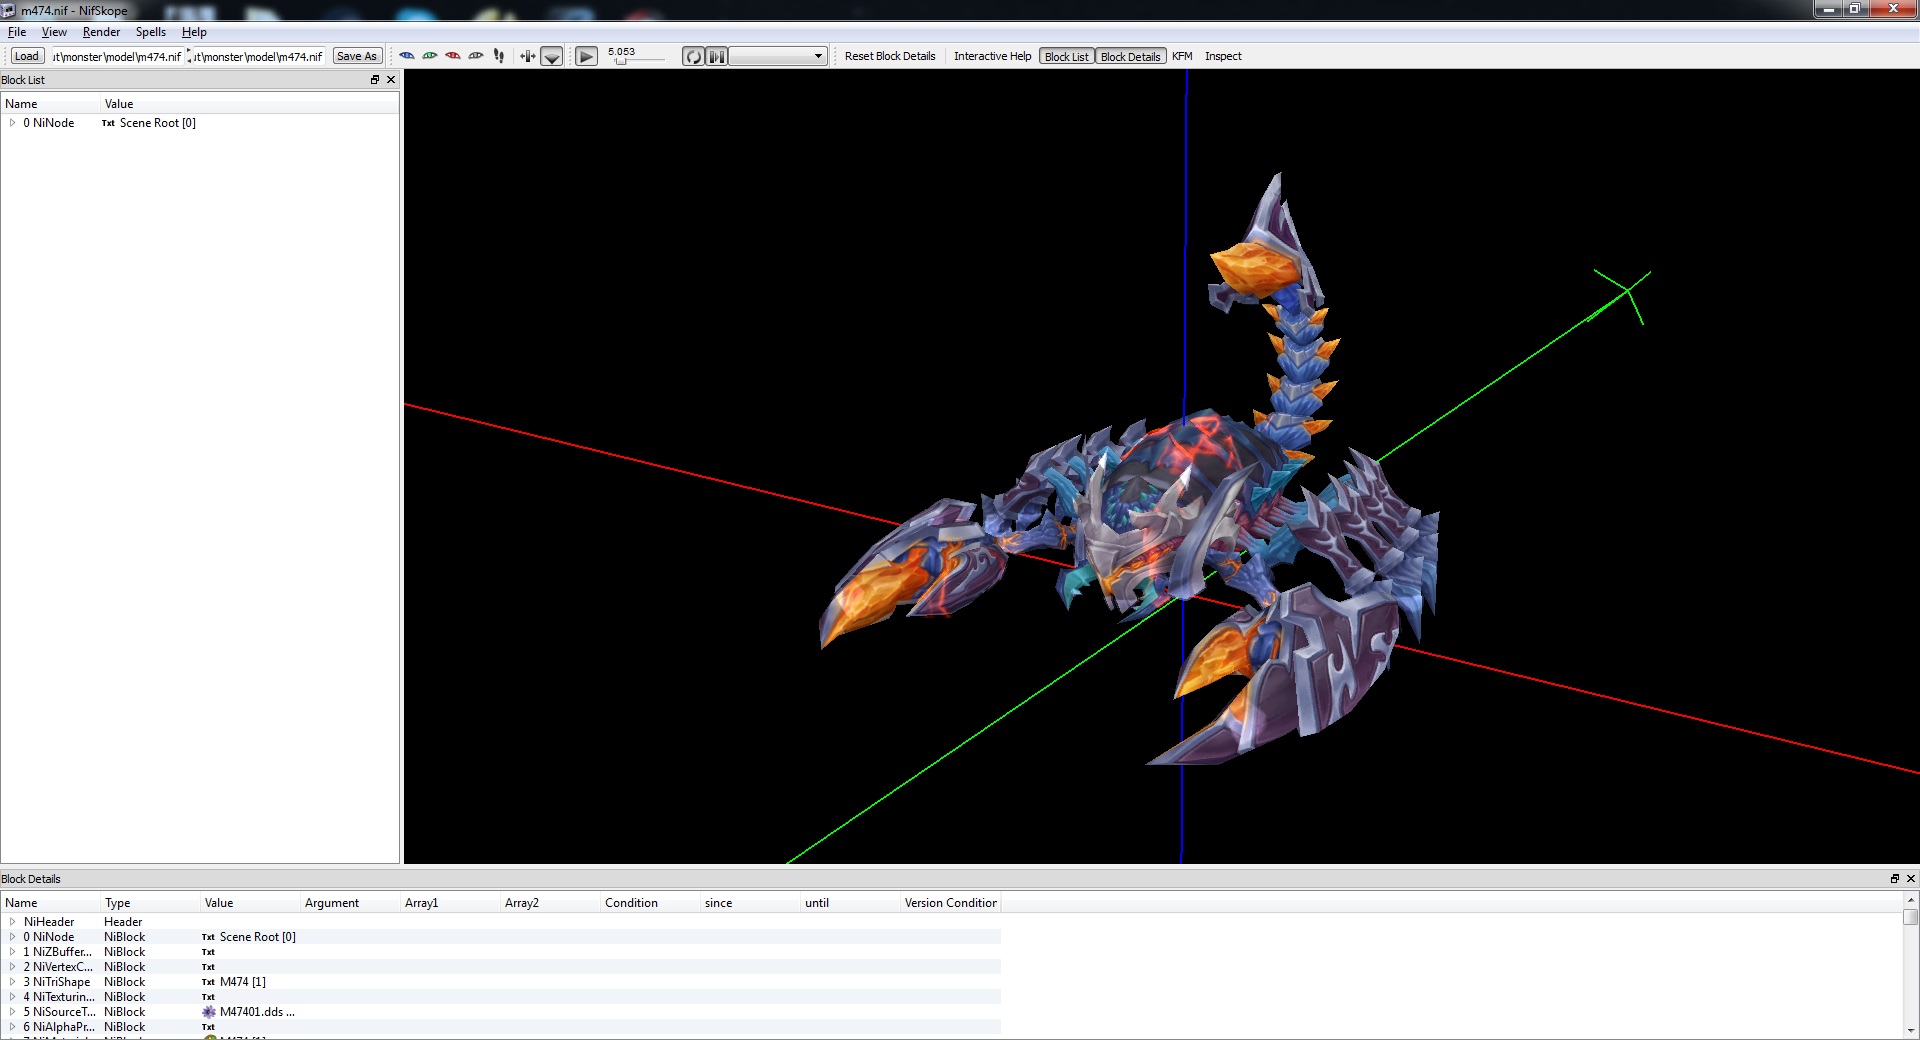 m474.nif - NifSkope
File View Render Spells Help
Load ıt\monster\model\m474.nif ıt\monster\model\m474.nif Save As 5.053 Reset Block Details Interactive Help Block List Block Details KFM Inspect
Block List
Name Value
0 NiNode Txt Scene Root [0]
Block Details
Name Type Value Argument Array1 Array2 Condition since until Version Condition
NiHeader Header
0 NiNode NiBlock Txt Scene Root [0]
1 NiZBuffer... NiBlock Txt
2 NiVertexC... NiBlock Txt
3 NiTriShape NiBlock Txt M474 [1]
4 NiTexturin... NiBlock Txt
5 NiSourceT... NiBlock M47401.dds ...
6 NiAlphaPr... NiBlock Txt